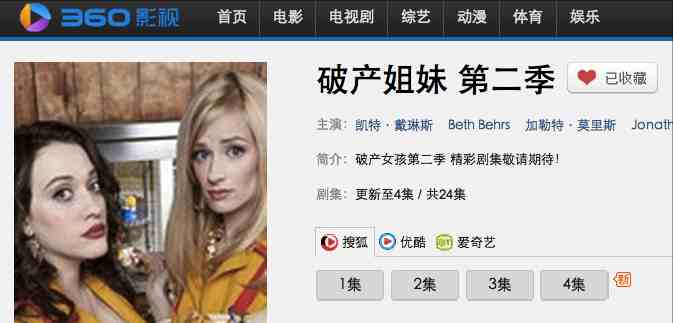 360影视 首页 电影 电视剧 综艺 动漫 体育 娱乐
破产姐妹 第二季 已收藏
主演: 凯特·戴琳斯 Beth Behrs 加勒特·莫里斯 Jonath
简介: 破产女孩第二季 精彩剧集敬请期待!
剧集: 更新至4集 / 共24集
搜狐 优酷 爱奇艺
1集 2集 3集 4集 新